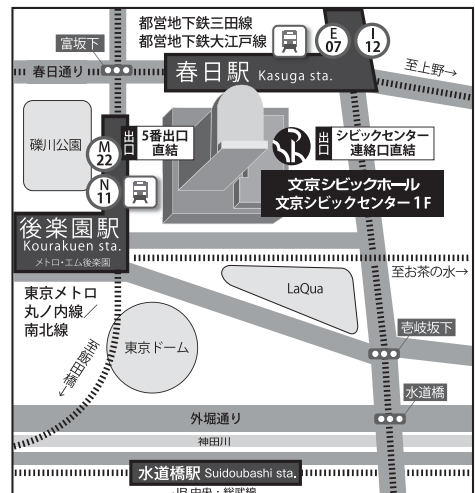 都営地下鉄三田線
都営地下鉄大江戸線
E
07
I
12
富坂下
春日通り
春日駅 Kasuga sta.
至上野→
礫川公園
M
22
出口
5番出口
直結
出口
シビックセンター
連絡口直結
N
11
文京シビックホール
文京シビックセンター1F
後楽園駅
Kourakuen sta.
メトロ・エム後楽園
至お茶の水→
LaQua
東京メトロ
丸ノ内線/
南北線
壱岐坂下
東京ドーム
至飯田橋→
水道橋
外堀通り
神田川
水道橋駅 Suidoubashi sta.
JR中央・総武線